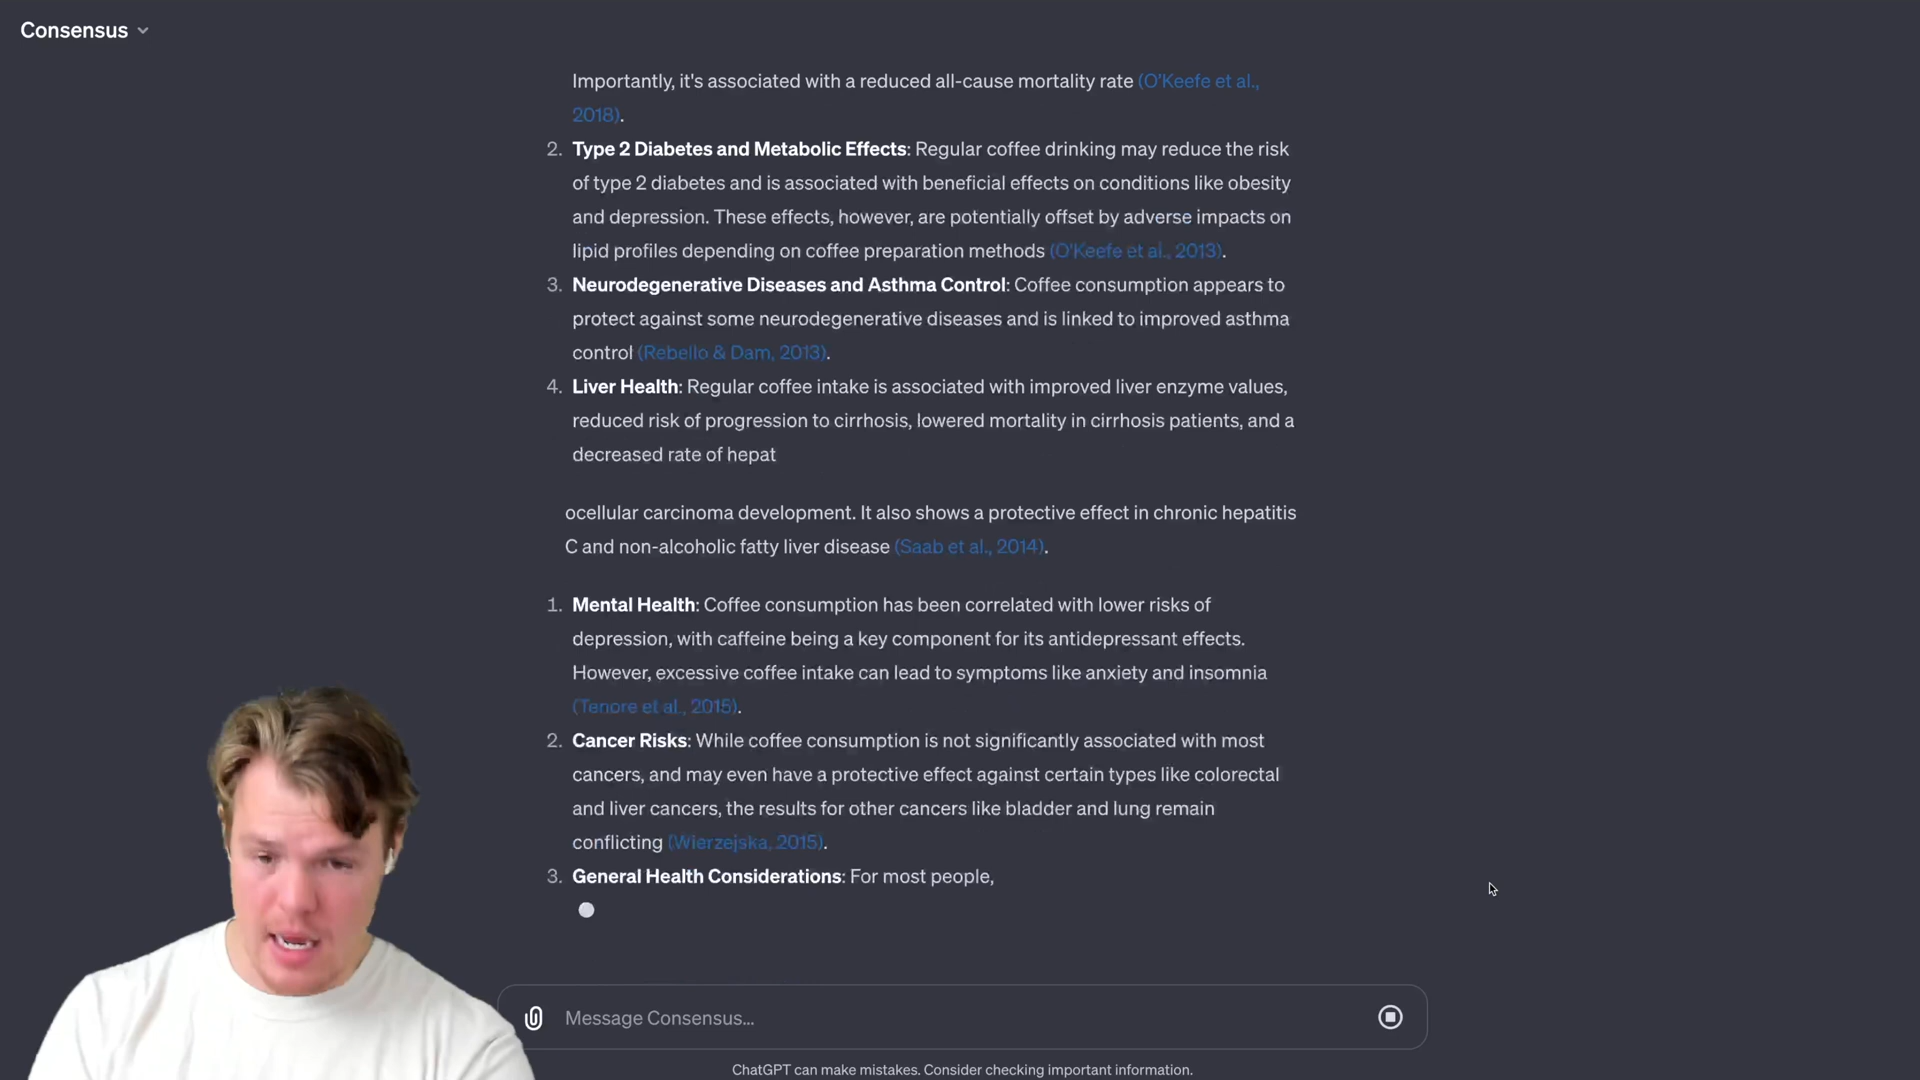 Consensus
Importantly, it's associated with a reduced all-cause mortality rate (O'Keefe et al.,
2018).
2. Type 2 Diabetes and Metabolic Effects: Regular coffee drinking may reduce the risk
of type 2 diabetes and is associated with beneficial effects on conditions like obesity
and depression. These effects, however, are potentially offset by adverse impacts on
lipid profiles depending on coffee preparation methods (O'Keefe et al., 2013).
3. Neurodegenerative Diseases and Asthma Control: Coffee consumption appears to
protect against some neurodegenerative diseases and is linked to improved asthma
control (Rebello & Dam, 2013).
4. Liver Health: Regular coffee intake is associated with improved liver enzyme values,
reduced risk of progression to cirrhosis, lowered mortality in cirrhosis patients, and a
decreased rate of hepat
ocellular carcinoma development. It also shows a protective effect in chronic hepatitis
C and non-alcoholic fatty liver disease (Saab et al., 2014).
1. Mental Health: Coffee consumption has been correlated with lower risks of
depression, with caffeine being a key component for its antidepressant effects.
However, excessive coffee intake can lead to symptoms like anxiety and insomnia
(Tenore et al., 2015).
2. Cancer Risks: While coffee consumption is not significantly associated with most
cancers, and may even have a protective effect against certain types like colorectal
and liver cancers, the results for other cancers like bladder and lung remain
conflicting (Wierzejska, 2015).
3. General Health Considerations: For most people,
Message Consensus...
ChatGPT can make mistakes. Consider checking important information.